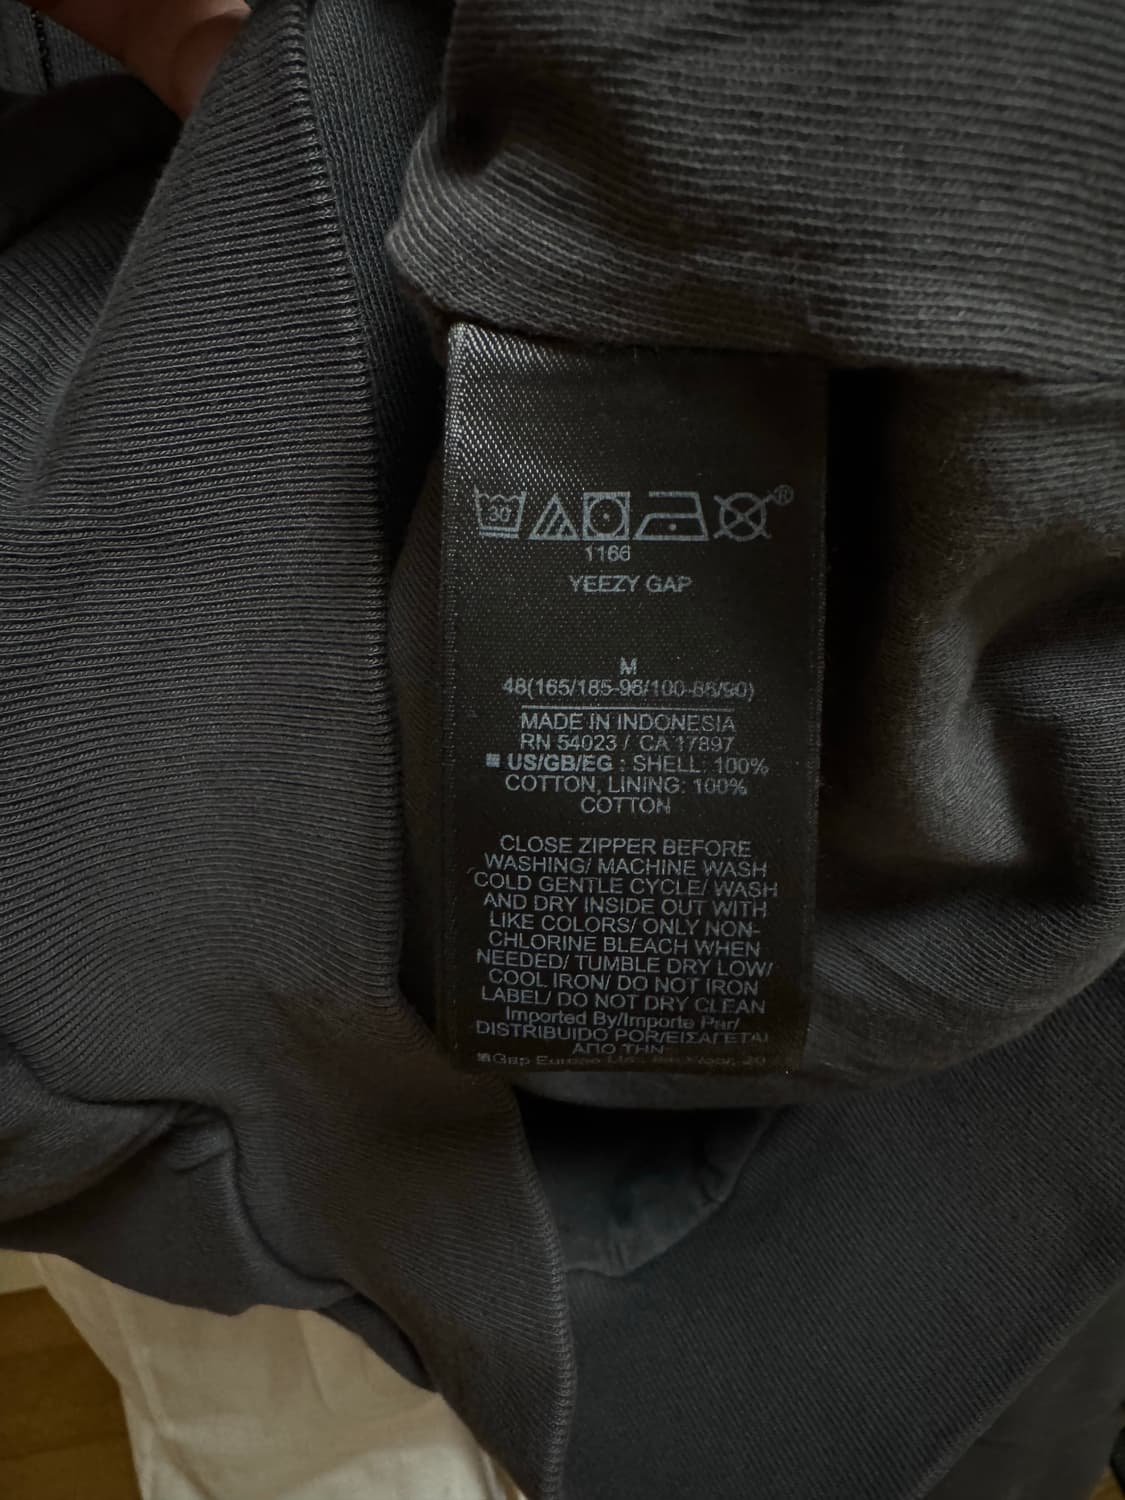 30
®
1166
YEEZY GAP
M
48(165/185-96/100-86/90)
MADE IN INDONESIA
RN 54023 / CA 17897
■ US/GB/EG : SHELL: 100%
COTTON, LINING: 100%
COTTON
CLOSE ZIPPER BEFORE
WASHING/ MACHINE WASH
COLD GENTLE CYCLE/ WASH
AND DRY INSIDE OUT WITH
LIKE COLORS/ ONLY NON-
CHLORINE BLEACH WHEN
NEEDED/ TUMBLE DRY LOW/
COOL IRON/ DO NOT IRON
LABEL/ DO NOT DRY CLEAN
Imported By/Importe Par/
DISTRIBUIDO POR/ΕΙΣΑΓΕΤΑΙ
ΑΠΟ ΤΗΝ
Gap Europe